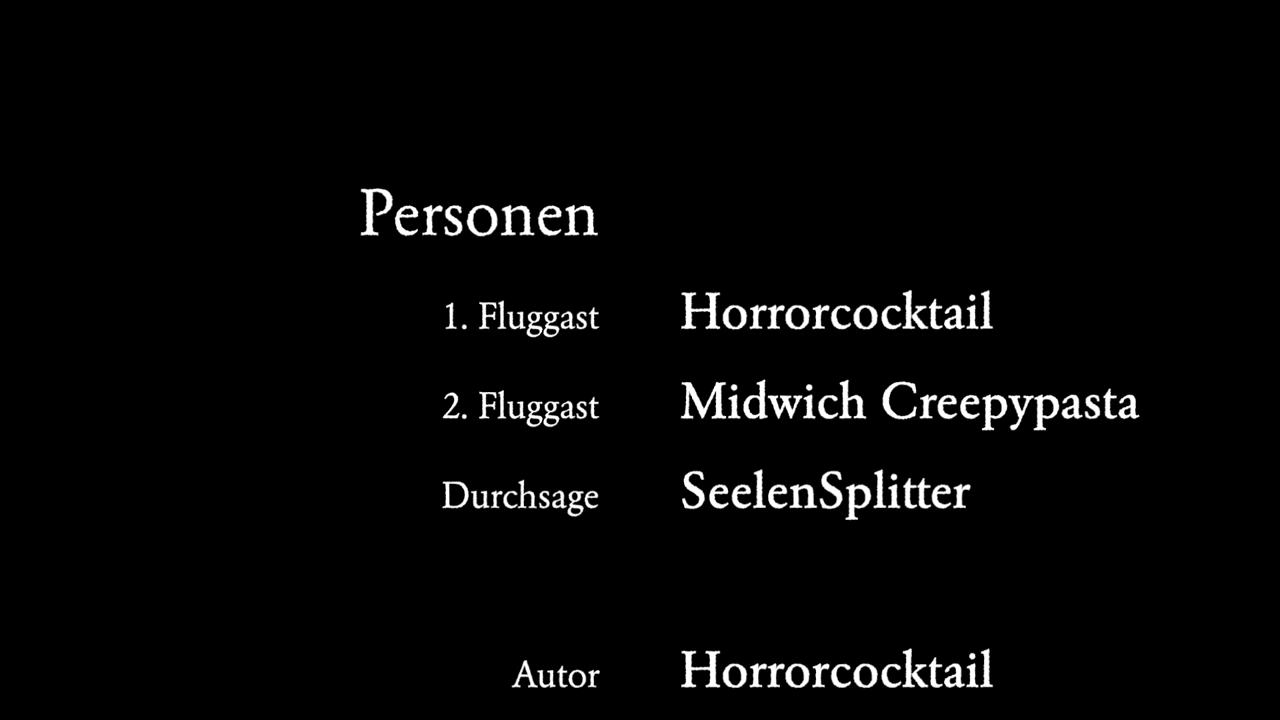 Personen
1. Fluggast Horrorcocktail
2. Fluggast Midwich Creepypasta
Durchsage SeelenSplitter
Autor Horrorcocktail